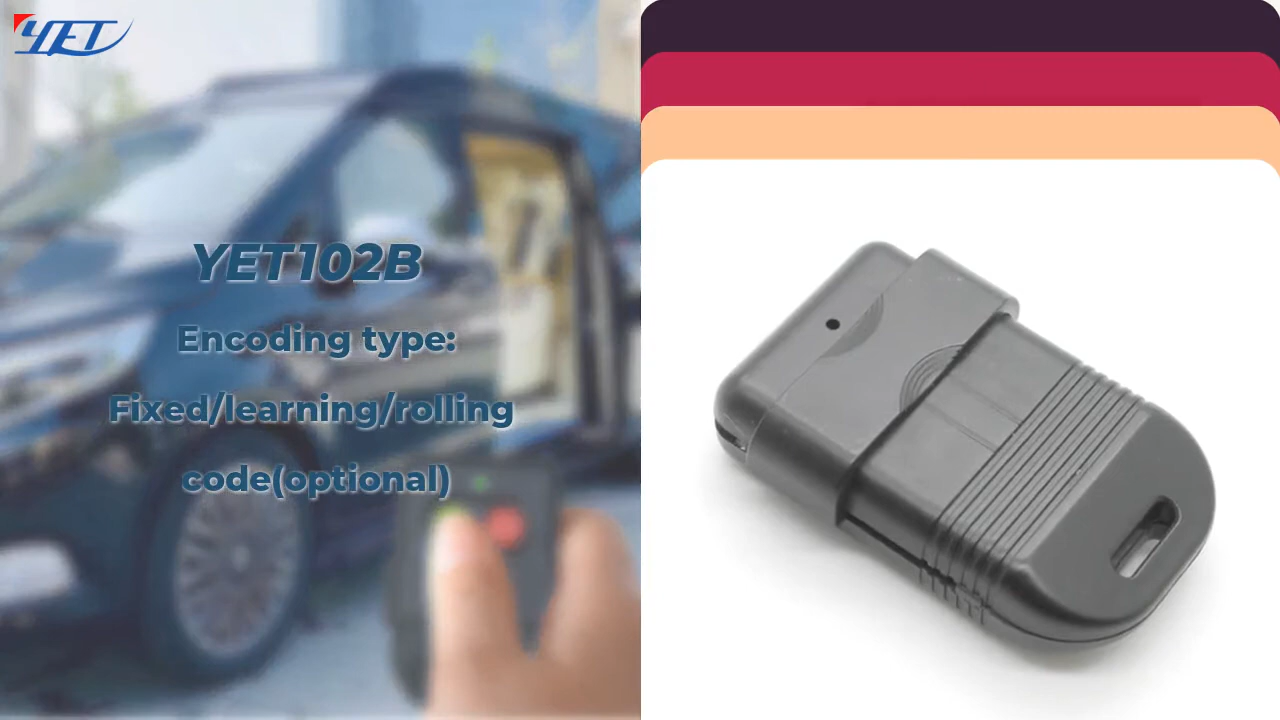 YET
YET102B
Encoding type:
Fixed/learning/rolling
code(optional)